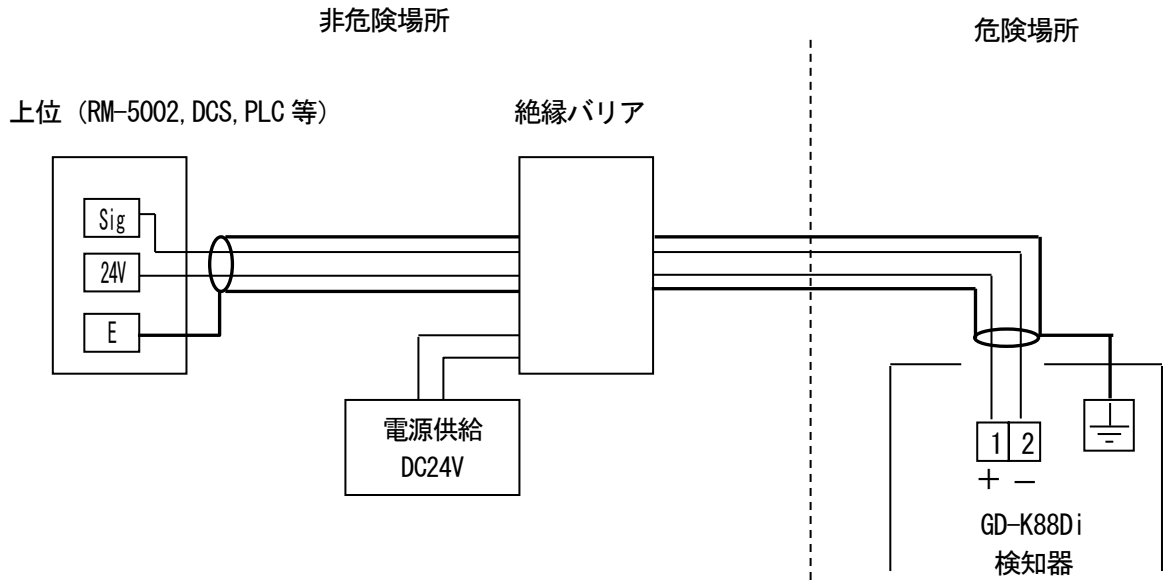 非危険場所
危険場所
上位 (RM-5002, DCS, PLC 等)
絶縁バリア
Sig
24V
E
電源供給
DC24V
1 2
+ −
GD-K88Di
検知器